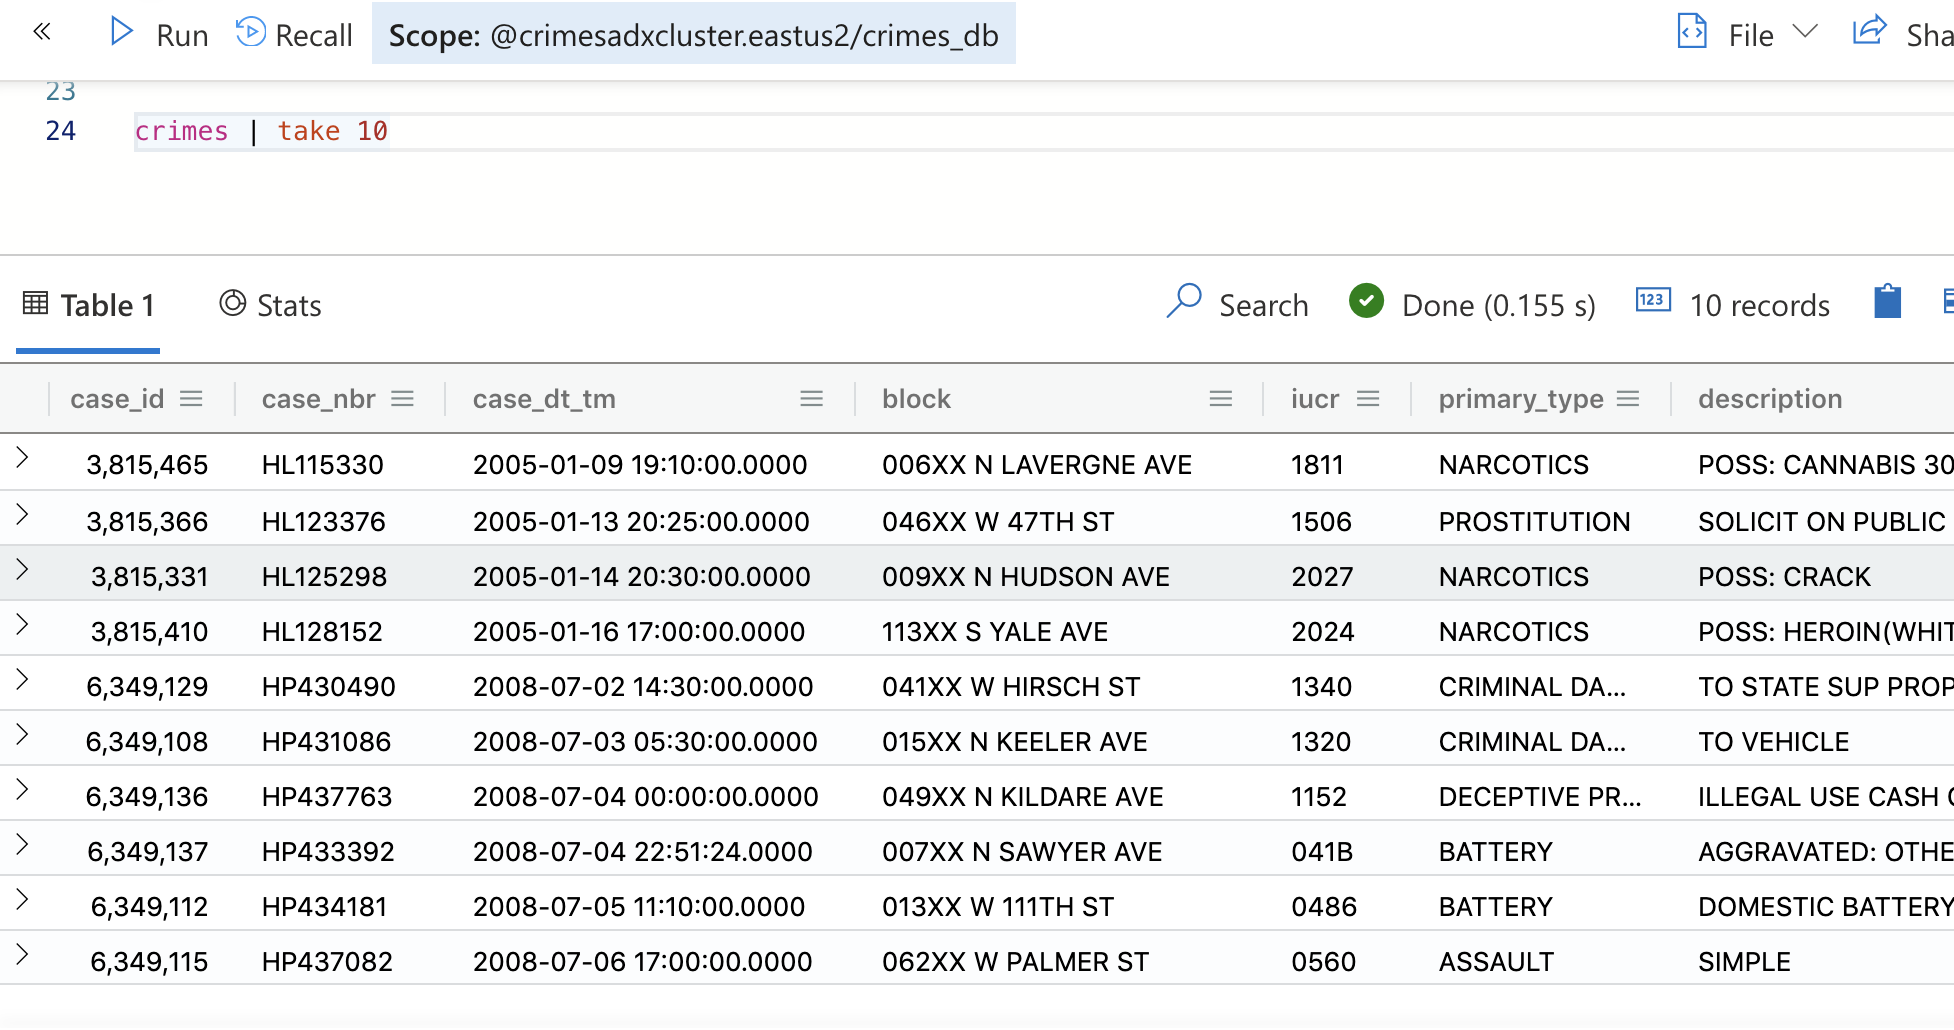 « Run Recall Scope: @crimesadxcluster.eastus2/crimes_db File
23
24 crimes | take 10
Table 1 Stats Search Done (0.155 s) 123 10 records
case_id case_nbr case_dt_tm block iucr primary_type description
3,815,465 HL115330 2005-01-09 19:10:00.0000 006XX N LAVERGNE AVE 1811 NARCOTICS POSS: CANNABIS 30
3,815,366 HL123376 2005-01-13 20:25:00.0000 046XX W 47TH ST 1506 PROSTITUTION SOLICIT ON PUBLIC
3,815,331 HL125298 2005-01-14 20:30:00.0000 009XX N HUDSON AVE 2027 NARCOTICS POSS: CRACK
3,815,410 HL128152 2005-01-16 17:00:00.0000 113XX S YALE AVE 2024 NARCOTICS POSS: HEROIN(WHIT
6,349,129 HP430490 2008-07-02 14:30:00.0000 041XX W HIRSCH ST 1340 CRIMINAL DA... TO STATE SUP PROP
6,349,108 HP431086 2008-07-03 05:30:00.0000 015XX N KEELER AVE 1320 CRIMINAL DA... TO VEHICLE
6,349,136 HP437763 2008-07-04 00:00:00.0000 049XX N KILDARE AVE 1152 DECEPTIVE PR... ILLEGAL USE CASH
6,349,137 HP433392 2008-07-04 22:51:24.0000 007XX N SAWYER AVE 041B BATTERY AGGRAVATED: OTHE
6,349,112 HP434181 2008-07-05 11:10:00.0000 013XX W 111TH ST 0486 BATTERY DOMESTIC BATTERY
6,349,115 HP437082 2008-07-06 17:00:00.0000 062XX W PALMER ST 0560 ASSAULT SIMPLE